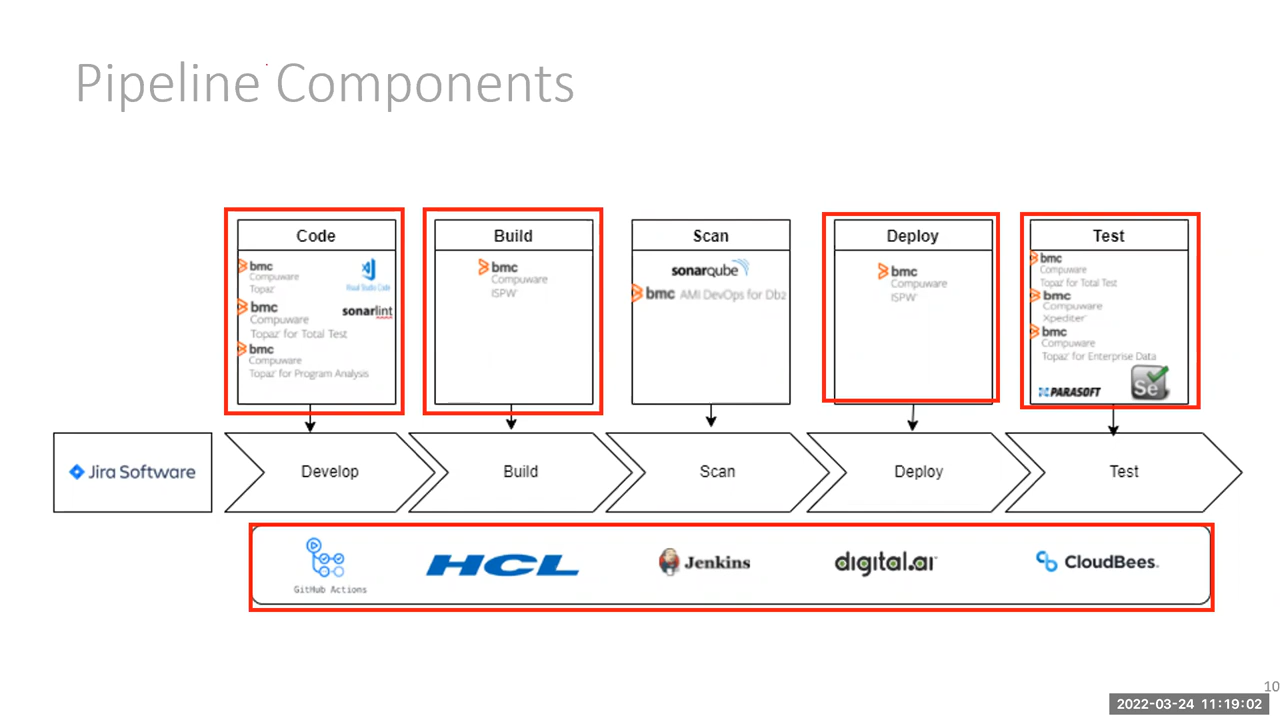 Pipeline Components
Code
bmc
Compuware
Topaz
Visual Studio Code
bmc
Compuware
Topaz for Total Test
sonarlint
bmc
Compuware
Topaz for Program Analysis
Build
bmc
Compuware
ISPW
Scan
sonarqube
bmc AMI DevOps for Db2
Deploy
bmc
Compuware
ISPW
Test
bmc
Compuware
Topaz for Total Test
bmc
Compuware
Xpediter
bmc
Compuware
Topaz for Enterprise Data
PARASOFT
Se
Jira Software
Develop
Build
Scan
Deploy
Test
GitHub Actions
HCL
Jenkins
digital.ai
CloudBees.
10
2022-03-24 11:19:02